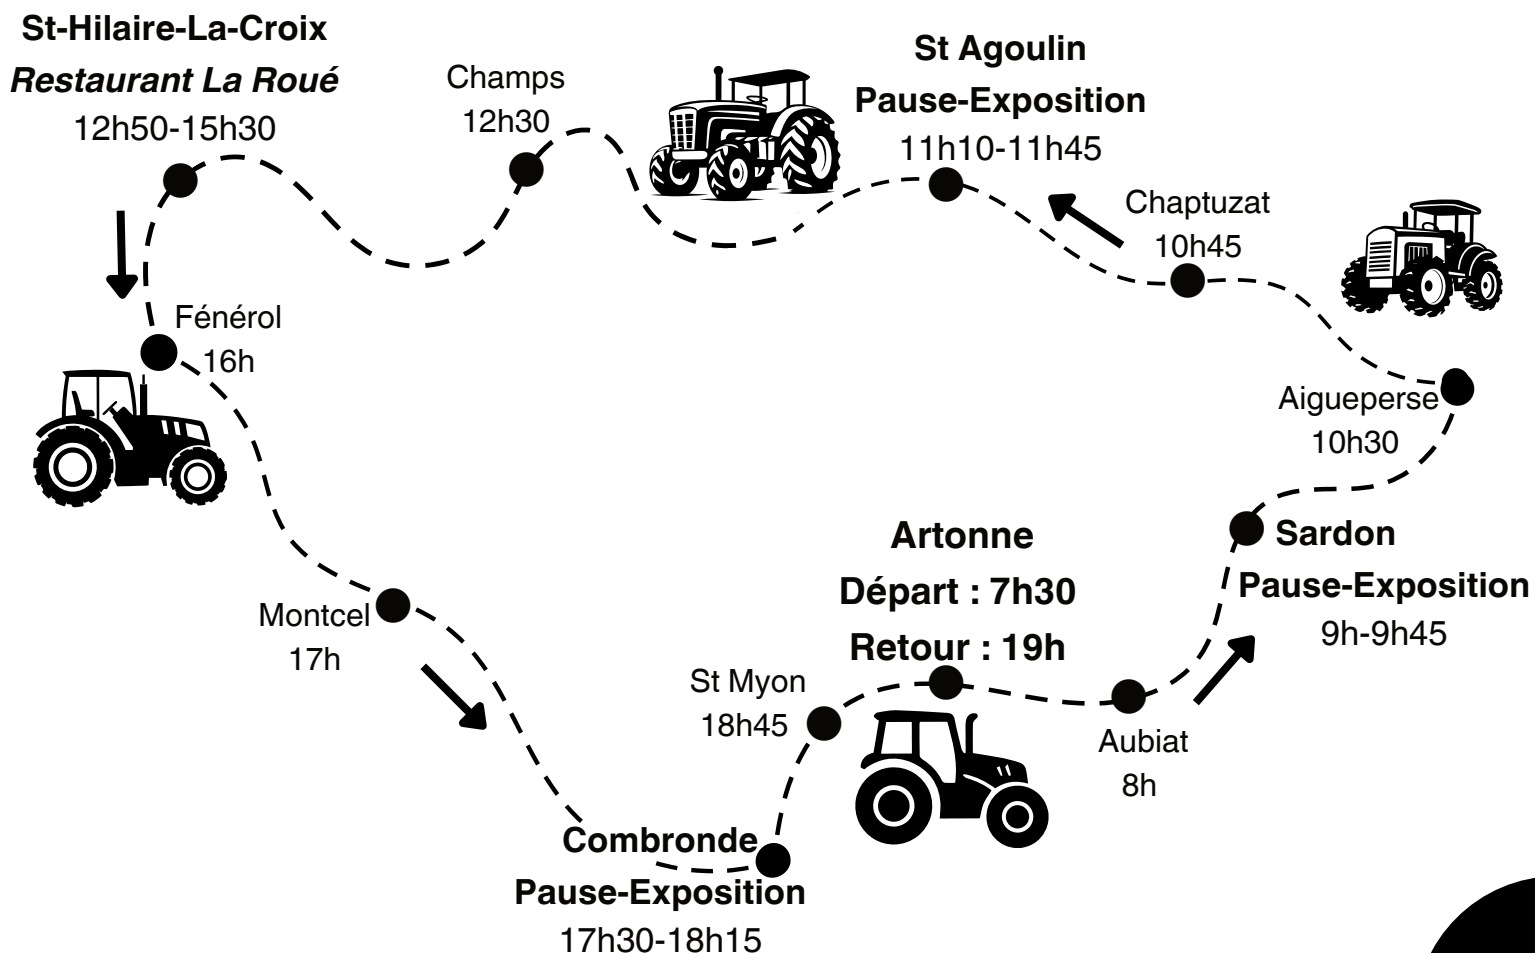 St-Hilaire-La-Croix
Restaurant La Roué
12h50-15h30
Champs
12h30
St Agoulin
Pause-Exposition
11h10-11h45
Chaptuzat
10h45
Fénérol
16h
Aigueperse
10h30
Artonne
Départ : 7h30
Retour : 19h
Sardon
Pause-Exposition
9h-9h45
Montcel
17h
St Myon
18h45
Aubiat
8h
Combronde
Pause-Exposition
17h30-18h15